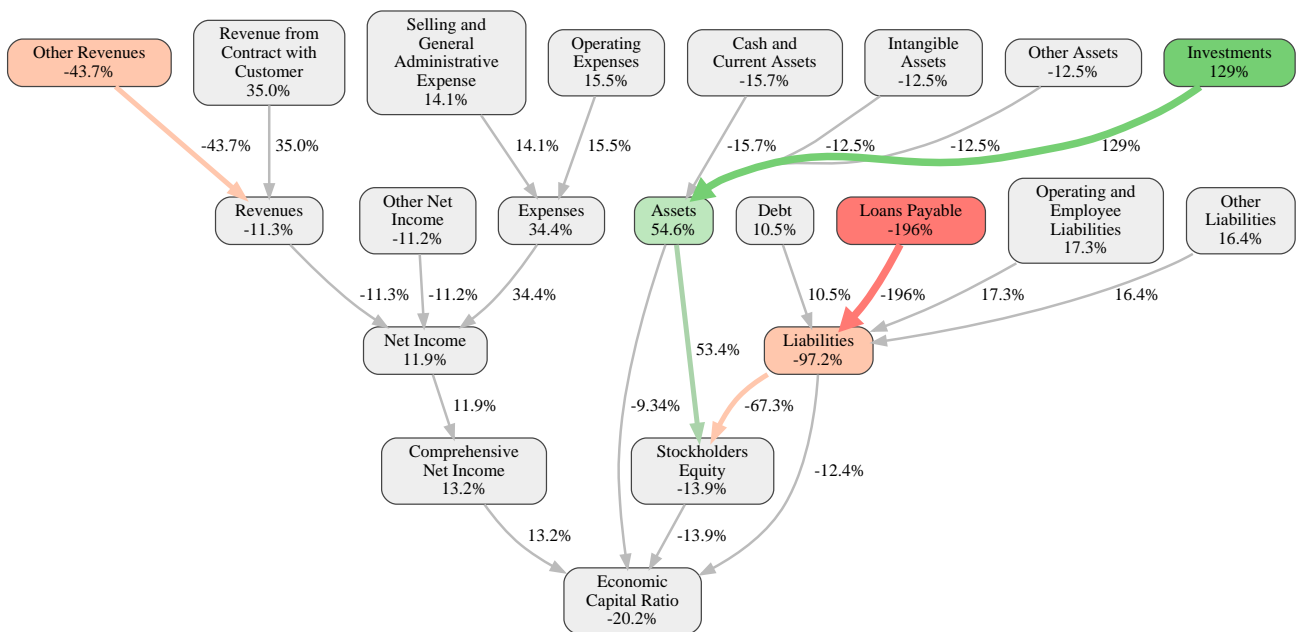 Other Revenues
-43.7%
Revenue from
Contract with
Customer
35.0%
Selling and
General
Administrative
Expense
14.1%
Operating
Expenses
15.5%
Cash and
Current Assets
-15.7%
Intangible
Assets
-12.5%
Other Assets
-12.5%
Investments
129%
-43.7%
35.0%
14.1%
15.5%
-15.7%
-12.5%
-12.5%
129%
Revenues
-11.3%
Other Net
Income
-11.2%
Expenses
34.4%
Assets
54.6%
Debt
10.5%
Loans Payable
-196%
Operating and
Employee
Liabilities
17.3%
Other
Liabilities
16.4%
-11.3%
-11.2%
34.4%
10.5%
-196%
17.3%
16.4%
Net Income
11.9%
53.4%
Liabilities
-97.2%
11.9%
-9.34%
-67.3%
Comprehensive
Net Income
13.2%
Stockholders
Equity
-13.9%
-12.4%
13.2%
-13.9%
Economic
Capital Ratio
-20.2%